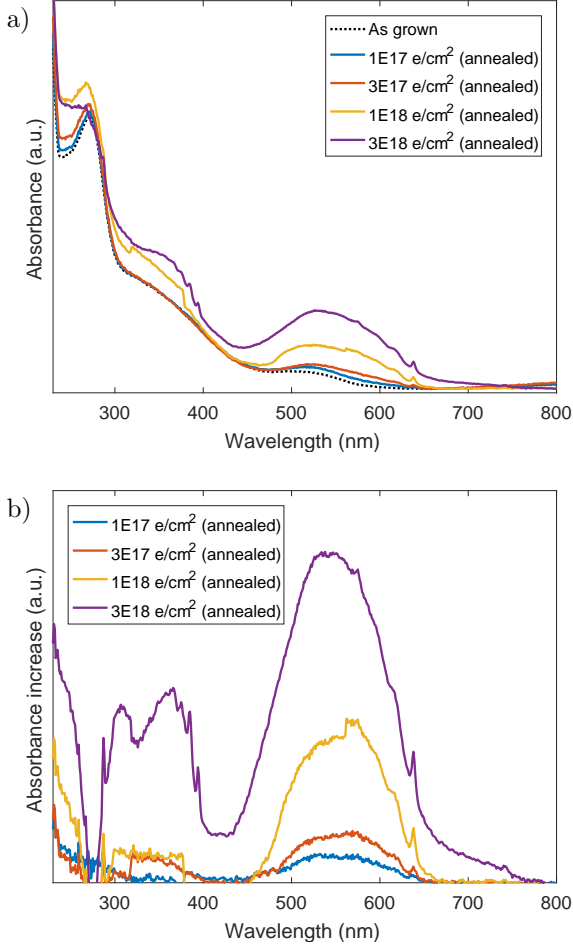 a)
As grown
1E17 e/cm² (annealed)
3E17 e/cm² (annealed)
1E18 e/cm² (annealed)
3E18 e/cm² (annealed)
Absorbance (a.u.)
300 400 500 600 700 800
Wavelength (nm)
b)
1E17 e/cm² (annealed)
3E17 e/cm² (annealed)
1E18 e/cm² (annealed)
3E18 e/cm² (annealed)
Absorbance increase (a.u.)
300 400 500 600 700 800
Wavelength (nm)